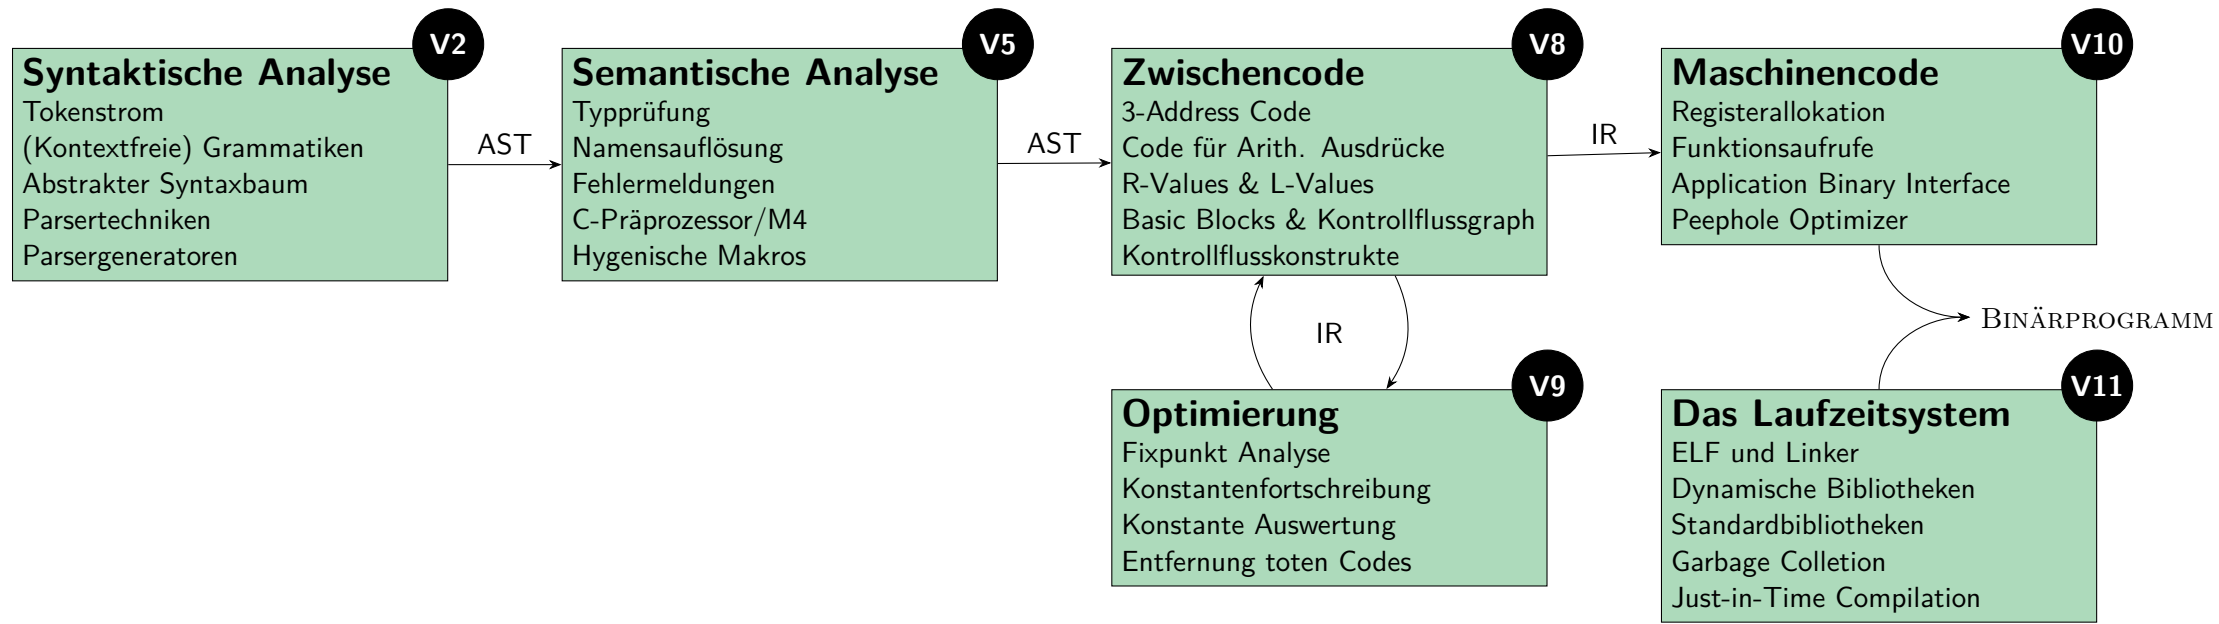 V2
Syntaktische Analyse
Tokenstrom
(Kontextfreie) Grammatiken
Abstrakter Syntaxbaum
Parsertechniken
Parsergeneratoren
AST
V5
Semantische Analyse
Typprüfung
Namensauflösung
Fehlermeldungen
C-Präprozessor/M4
Hygenische Makros
AST
V8
Zwischencode
3-Address Code
Code für Arith. Ausdrücke
R-Values & L-Values
Basic Blocks & Kontrollflussgraph
Kontrollflusskonstrukte
IR
V10
Maschinencode
Registerallokation
Funktionsaufrufe
Application Binary Interface
Peephole Optimizer
IR
BINÄRPROGRAMM
V9
Optimierung
Fixpunkt Analyse
Konstantenfortschreibung
Konstante Auswertung
Entfernung toten Codes
V11
Das Laufzeitsystem
ELF und Linker
Dynamische Bibliotheken
Standardbibliotheken
Garbage Colletion
Just-in-Time Compilation